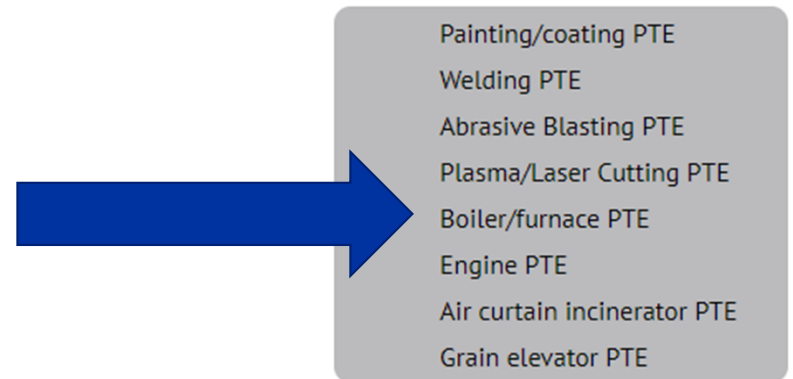 Painting/coating PTE
Welding PTE
Abrasive Blasting PTE
Plasma/Laser Cutting PTE
Boiler/furnace PTE
Engine PTE
Air curtain incinerator PTE
Grain elevator PTE